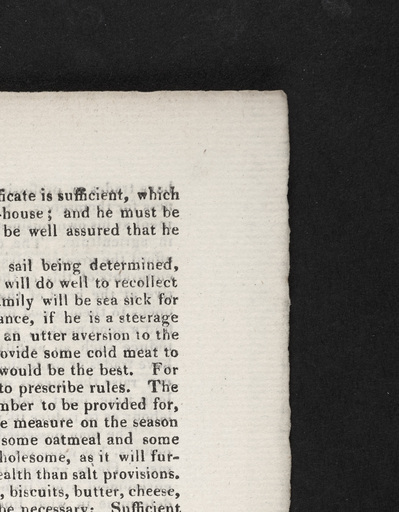 ficate is sufficient, which
-house; and he must be
be well assured that he
sail being determined,
will do well to recollect
amily will be sea sick for
ance, if he is a steerage
an utter aversion to the
ovide some cold meat to
would be the best. For
to prescribe rules. The
mber to be provided for,
e measure on the season
some oatmeal and some
holesome, as it will fur-
ealth than salt provisions.
, biscuits, butter, cheese,
be necessary: Sufficient